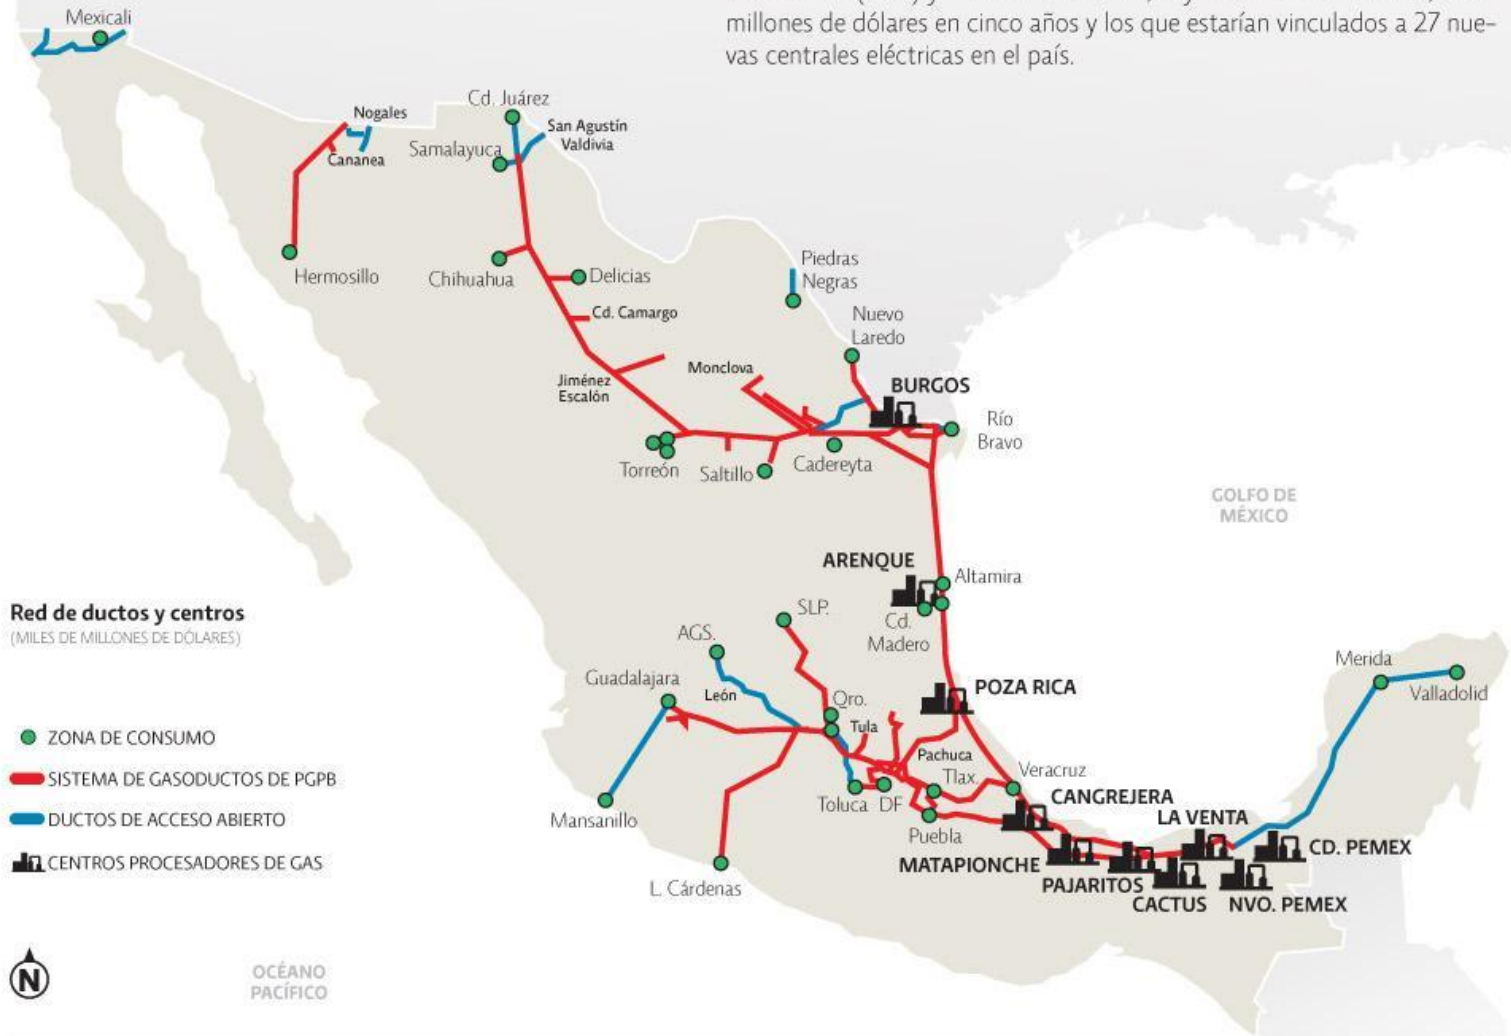 millones de dólares en cinco años y los que estarían vinculados a 27 nue-
vas centrales eléctricas en el país.
Mexicali
Nogales
Cananea
Hermosillo
Cd. Juárez
Samalayuca
San Agustín
Valdivia
Chihuahua
Delicias
Cd. Camargo
Jiménez
Escalón
Piedras
Negras
Nuevo
Laredo
Monclova
BURGOS
Río
Bravo
Torreón
Saltillo
Cadereyta
GOLFO DE
MÉXICO
ARENQUE
Altamira
Cd.
Madero
Red de ductos y centros
(MILES DE MILLONES DE DÓLARES)
ZONA DE CONSUMO
SISTEMA DE GASODUCTOS DE PGPB
DUCTOS DE ACCESO ABIERTO
CENTROS PROCESADORES DE GAS
SLP.
AGS.
Guadalajara
León
Qro.
Tula
POZA RICA
Pachuca
Tlax.
Veracruz
Merida
Valladolid
Mansanillo
Toluca
DF
Puebla
CANGREJERA
LA VENTA
CD. PEMEX
MATAPIONCHE
PAJARITOS
CACTUS
NVO. PEMEX
L. Cárdenas
N
OCÉANO
PACÍFICO